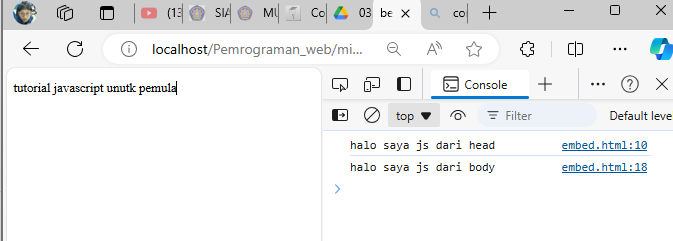 (13 SIA MU Co 03 be co
localhost/Pemrograman_web/mi...
Console
top Filter Default leve
tutorial javascript unutk pemula
halo saya js dari head embed.html:10
halo saya js dari body embed.html:18